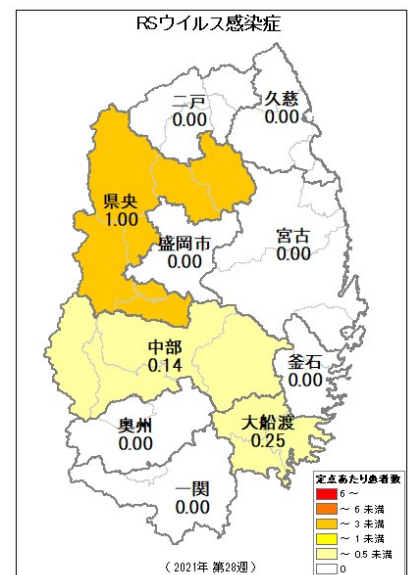 RSウイルス感染症
二戸
0.00
久慈
0.00
県央
1.00
盛岡市
0.00
宮古
0.00
中部
0.14
釜石
0.00
奥州
0.00
大船渡
0.25
一関
0.00
定点あたり患者数
6 ～
～ 6 未満
～ 3 未満
～ 1 未満
～ 0.5 未満
0
（ 2021年 第28週 ）